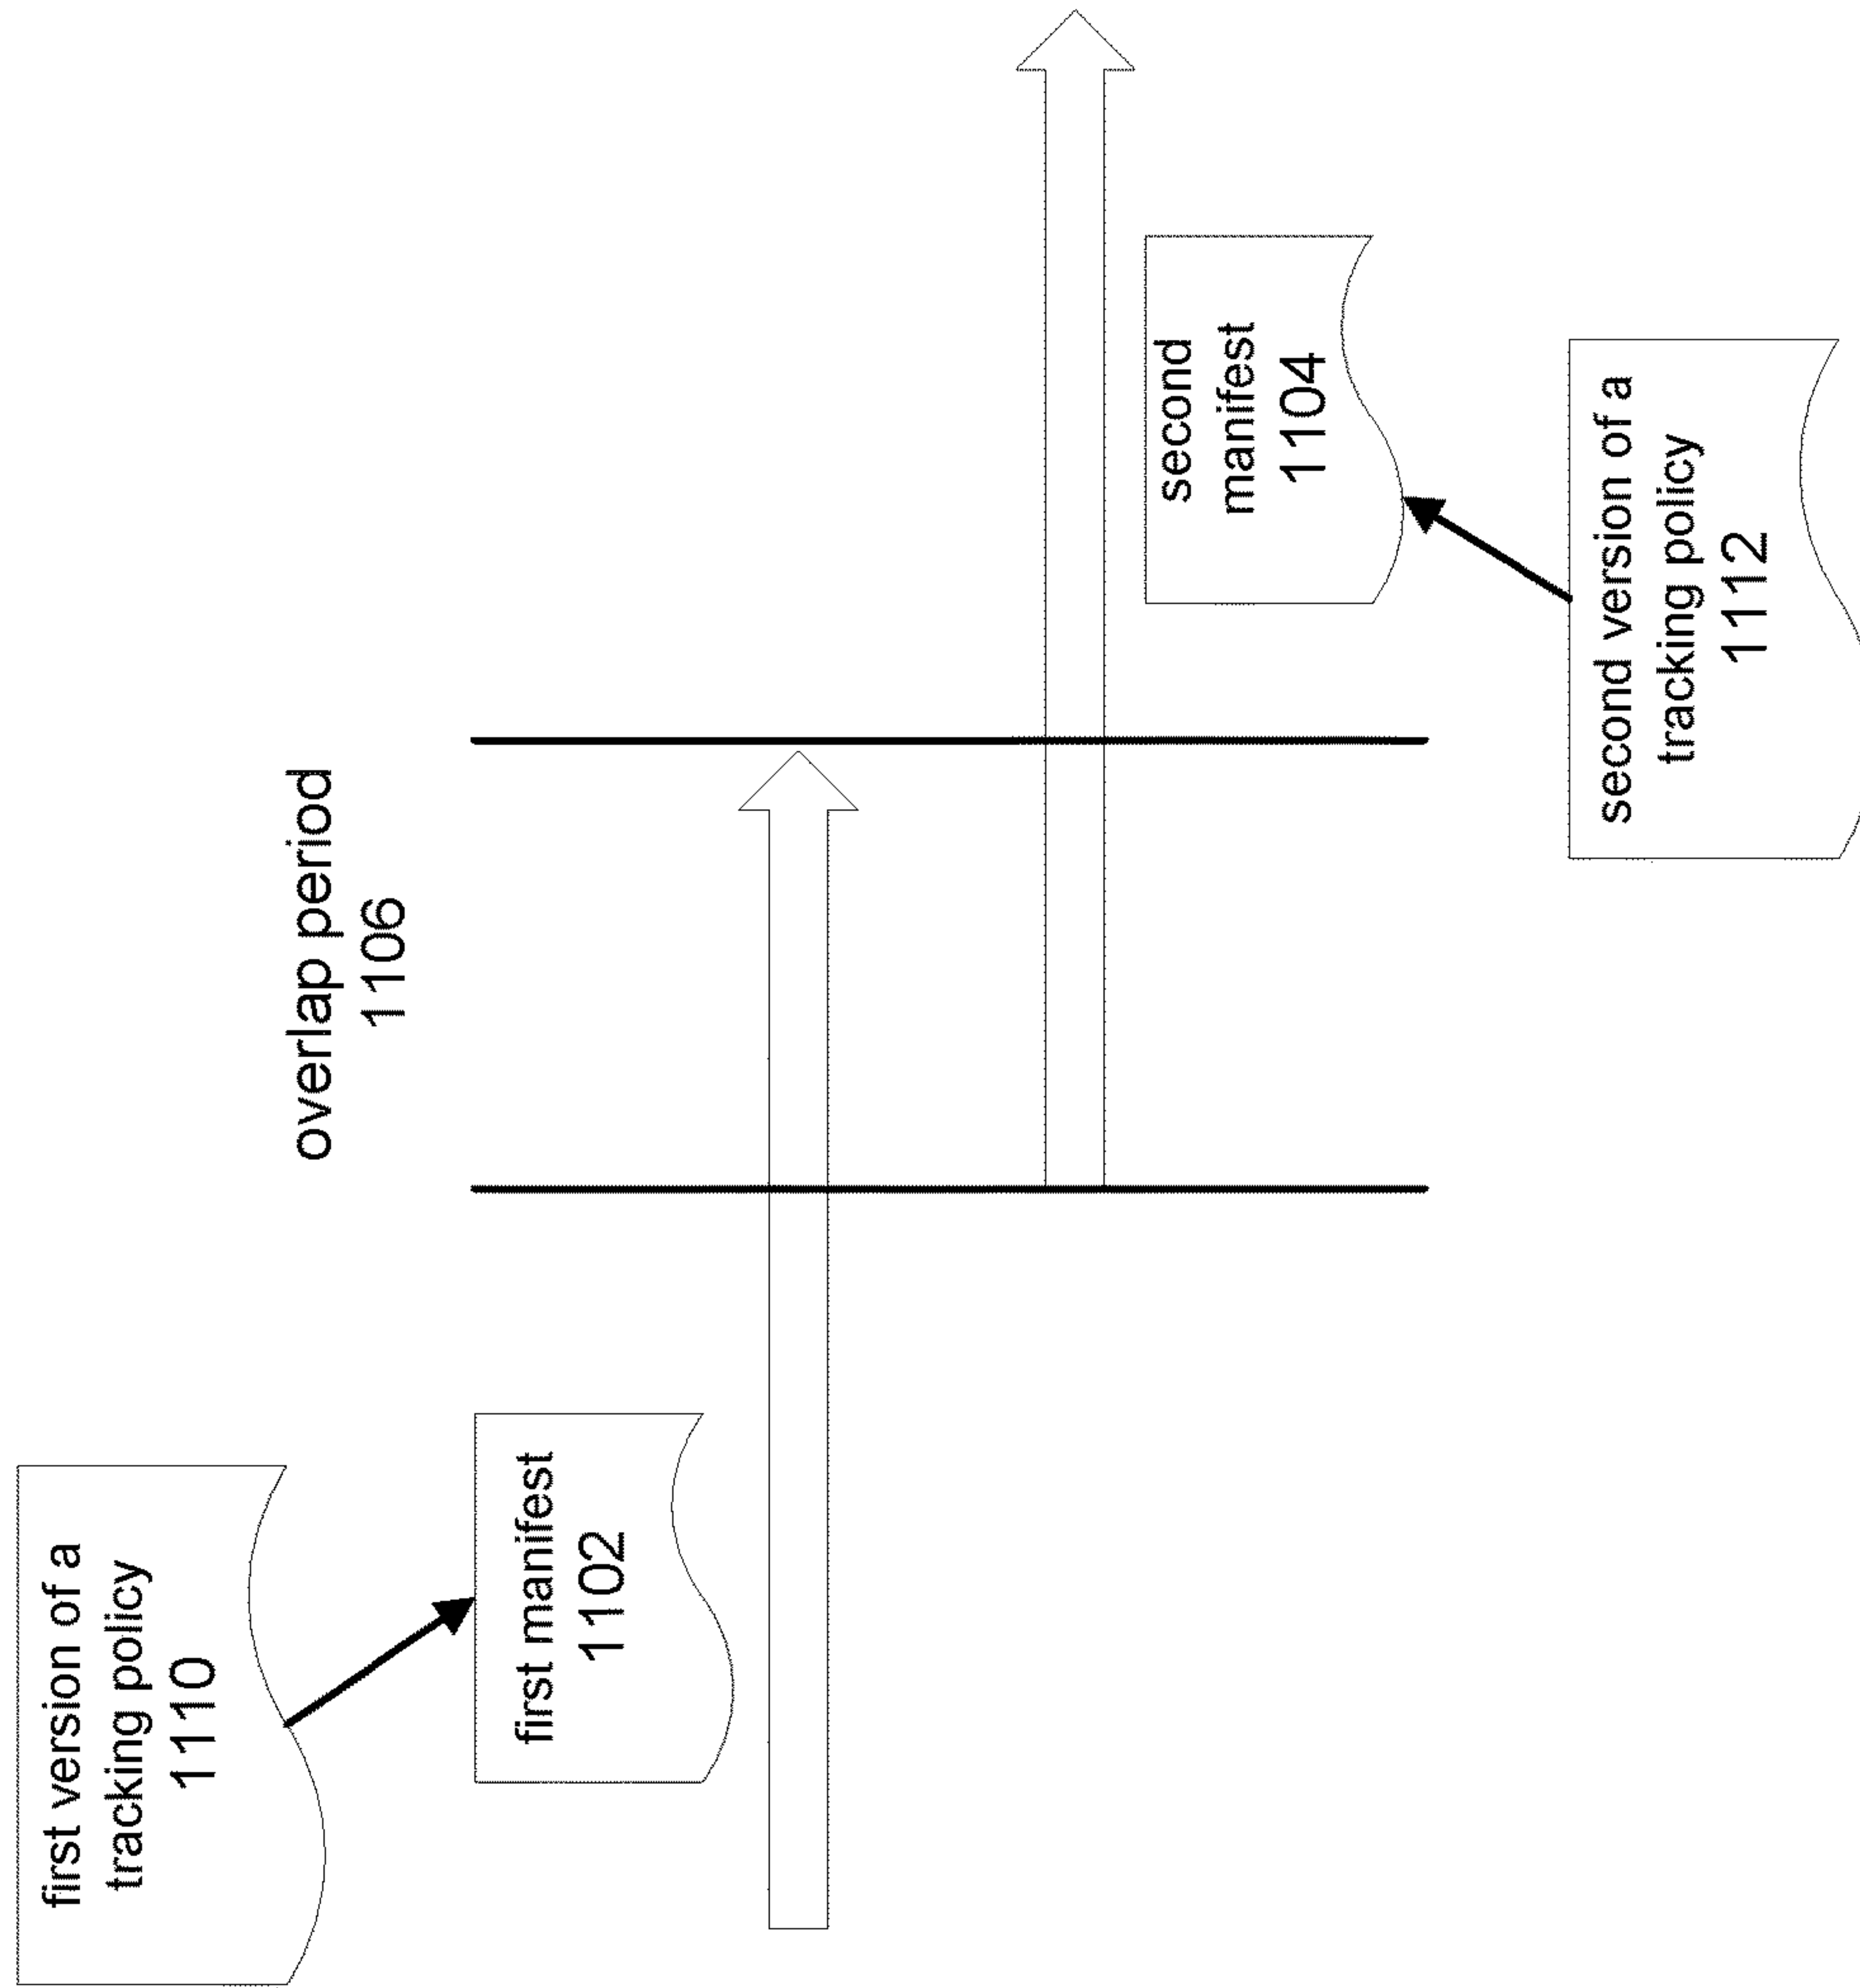 first version of a
tracking policy
1110
first manifest
1102
overlap period
1106
second
manifest
1104
second version of a
tracking policy
1112